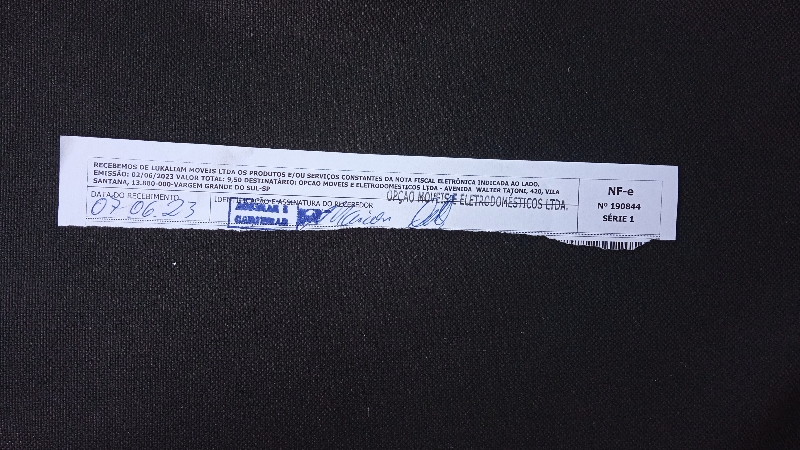 RECEBEMOS DE LUKALIAM MOVEIS LTDA OS PRODUTOS E/OU SERVIÇOS CONSTANTES DA NOTA FISCAL ELETRÔNICA INDICADA AO LADO.
EMISSÃO: 02/06/2023 VALOR TOTAL: 9,50 DESTINATÁRIO: OPCAO MOVEIS E ELETRODOMESTICOS LTDA - AVENIDA WALTER TATONI, 420, VILA
SANTANA, 13.880-000-VARGEM GRANDE DO SUL-SP
DATA DO RECEBIMENTO
07-06.23
IDENTIFICAÇÃO E ASSINATURA DO RECEBEDOR
OPÇÃO MOVEIS E ELETRODOMÉSTICOS LTDA.
CARIMBAR
NF-e
Nº 190844
SÉRIE 1